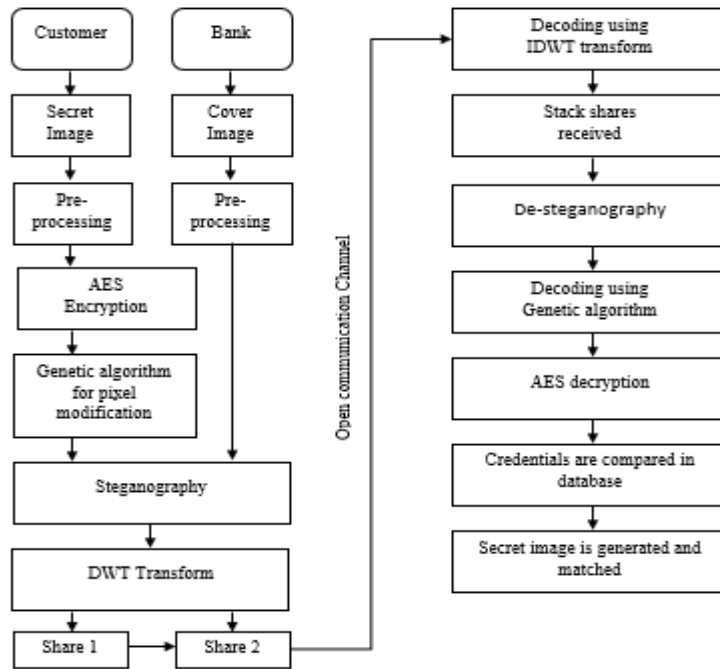 Customer
Bank
Secret
Image
Cover
Image
Pre-
processing
Pre-
processing
AES
Encryption
Genetic algorithm
for pixel
modification
Steganography
DWT Transform
Share 1
Share 2
Open communication Channel
Decoding using
IDWT transform
Stack shares
received
De-steganography
Decoding using
Genetic algorithm
AES decryption
Credentials are compared in
database
Secret image is generated and
matched